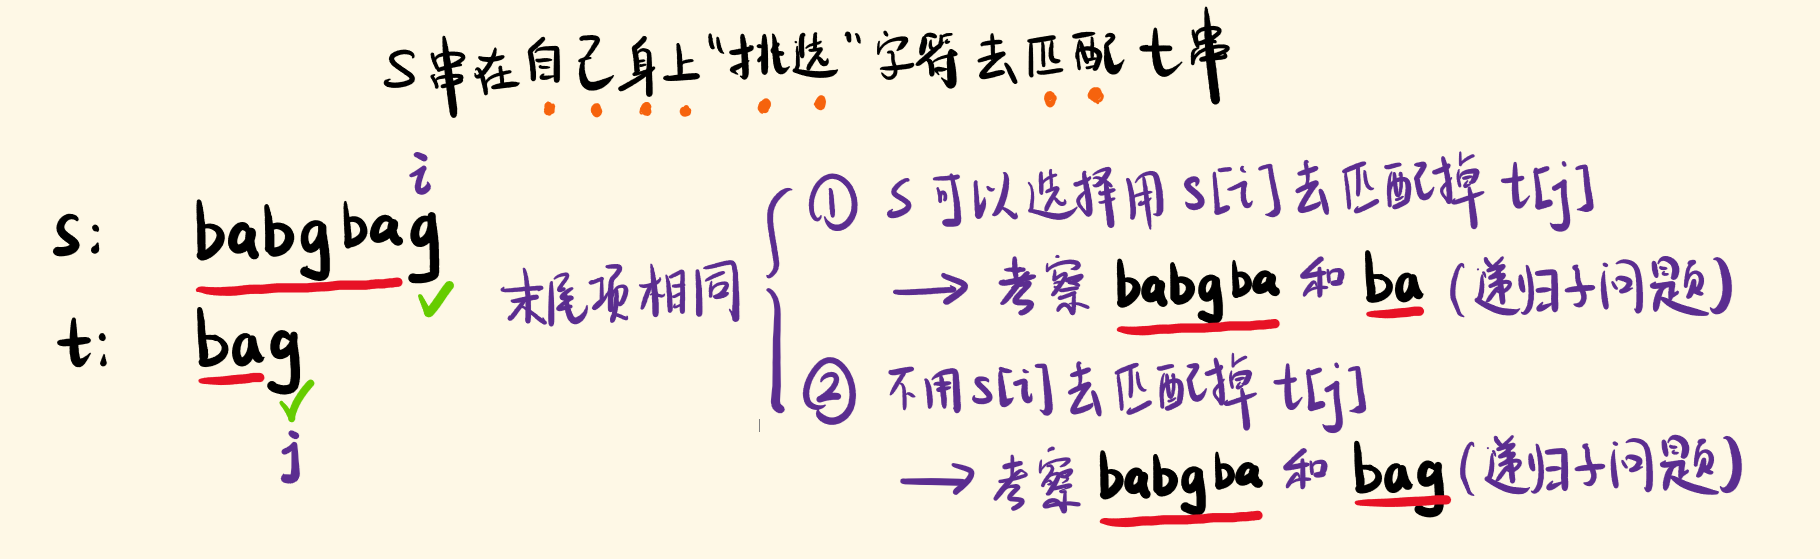 S串在自己身上“挑选”字符去匹配t串
i
s: babgbag
t: bag
j
末尾项相同
① S可以选择用s[i]去匹配掉t[j]
→ 考察 babgba 和 ba (递归子问题)
② 不用s[i]去匹配掉t[j]
→ 考察 babgba 和 bag (递归子问题)